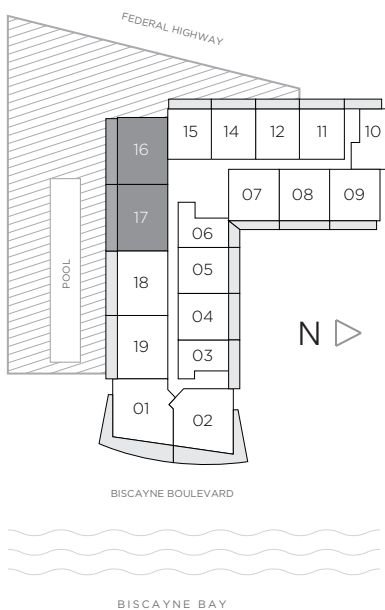 FEDERAL HIGHWAY
15 14 12 11 10
16
07 08 09
17
06
POOL
18 05
04
N
19 03
01 02
BISCAYNE BOULEVARD
BISCAYNE BAY